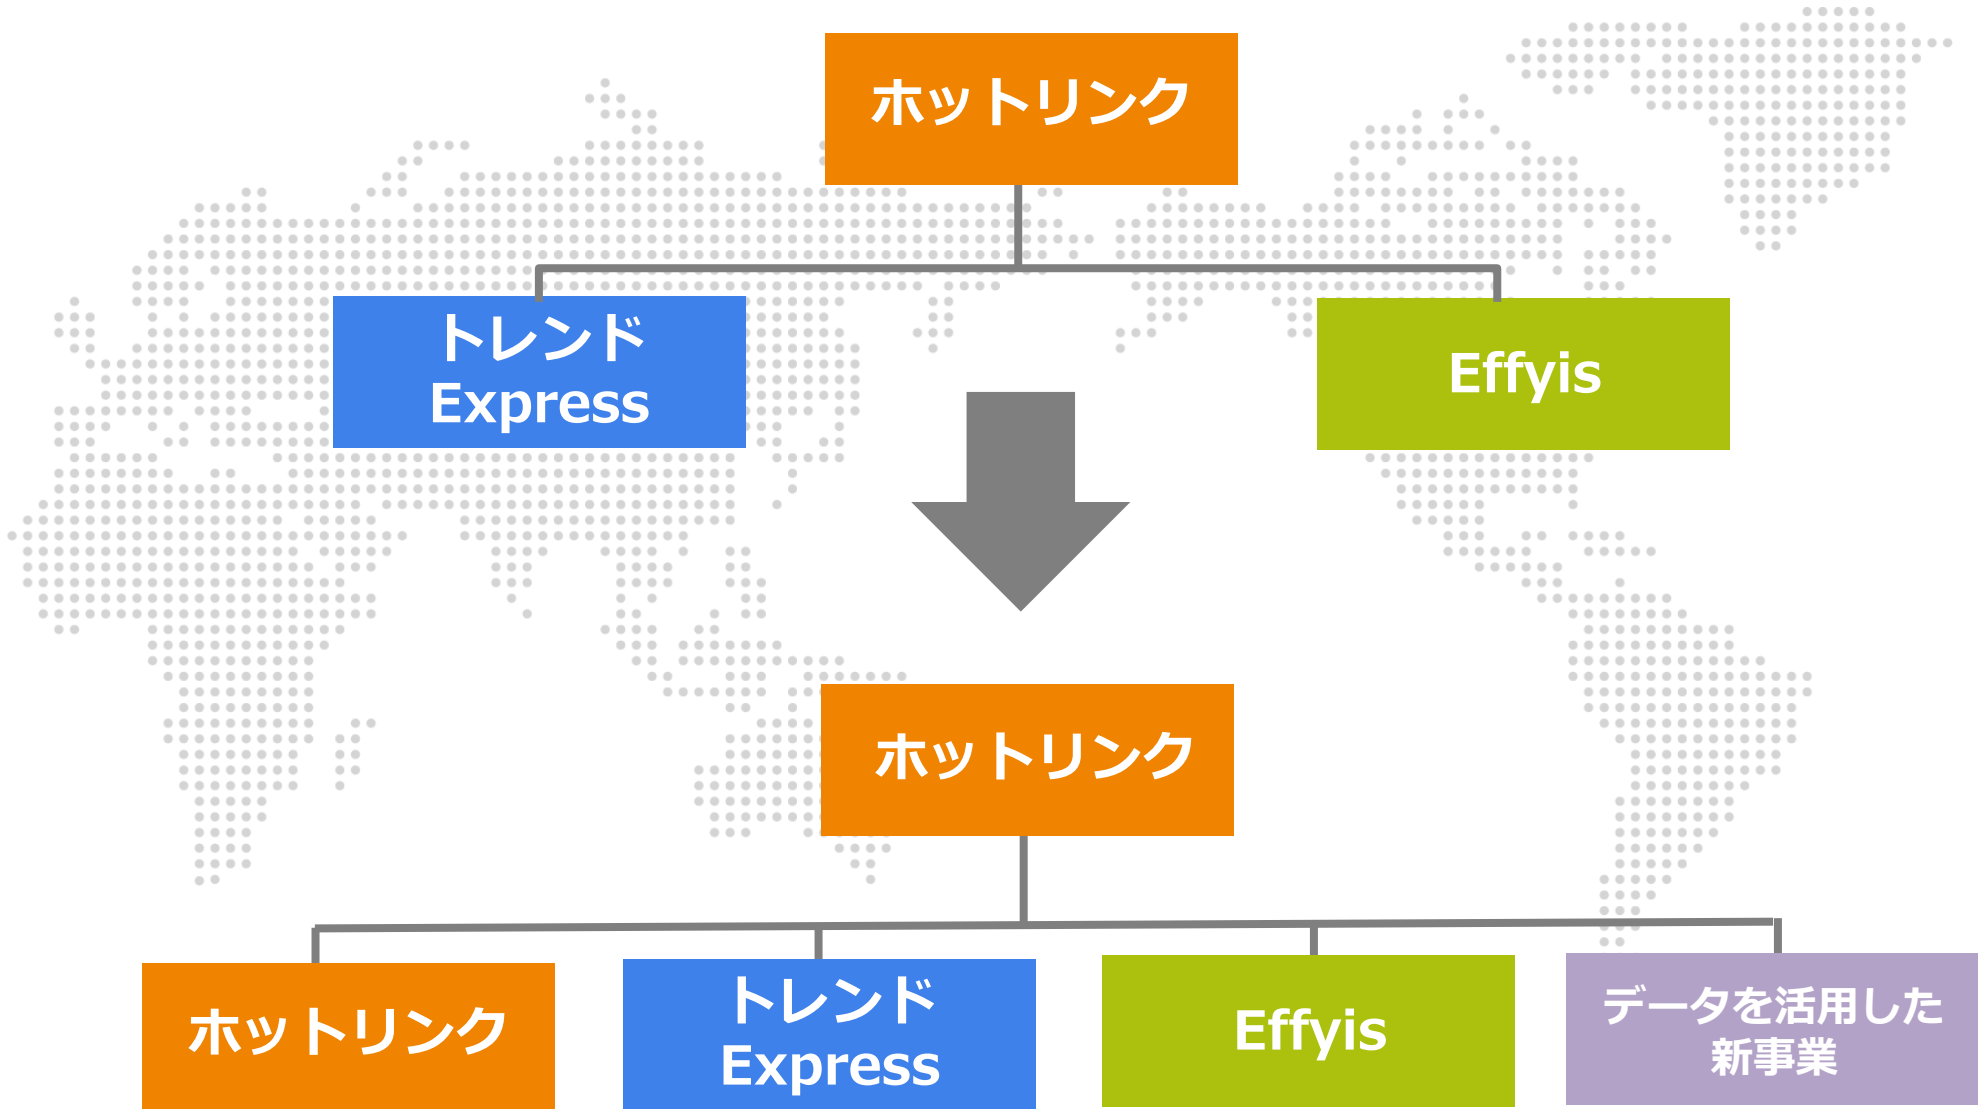 ホットリンク
トレンド
Express
Effyis
ホットリンク
ホットリンク
トレンド
Express
Effyis
データを活用した
新事業